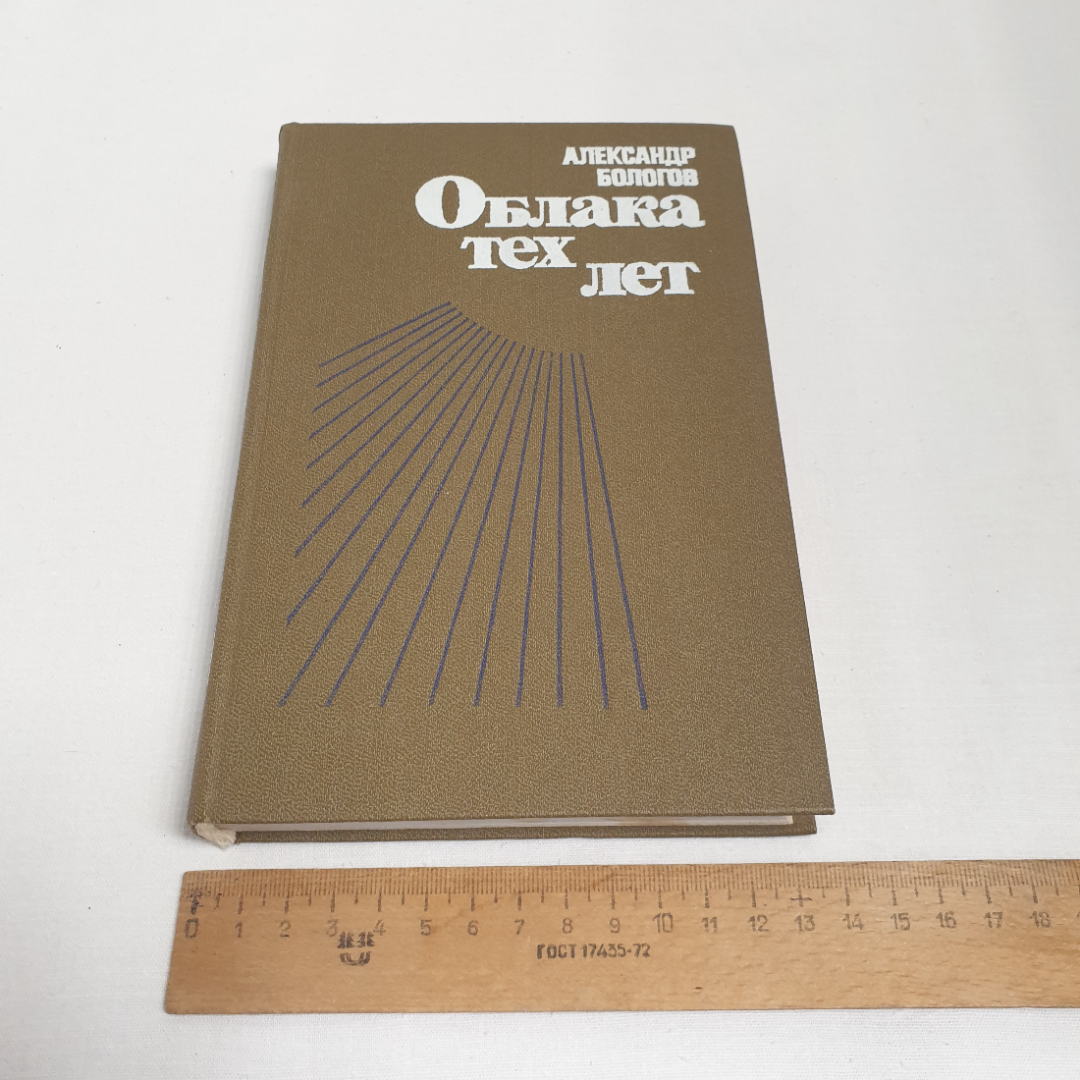 АЛЕКСАНДР
БОЛОГОВ
Облака
тех
лет
0 1 2 3 4 5 6 7 8 9 10 11 12 13 14 15 16 17 18
ГОСТ 17435-72